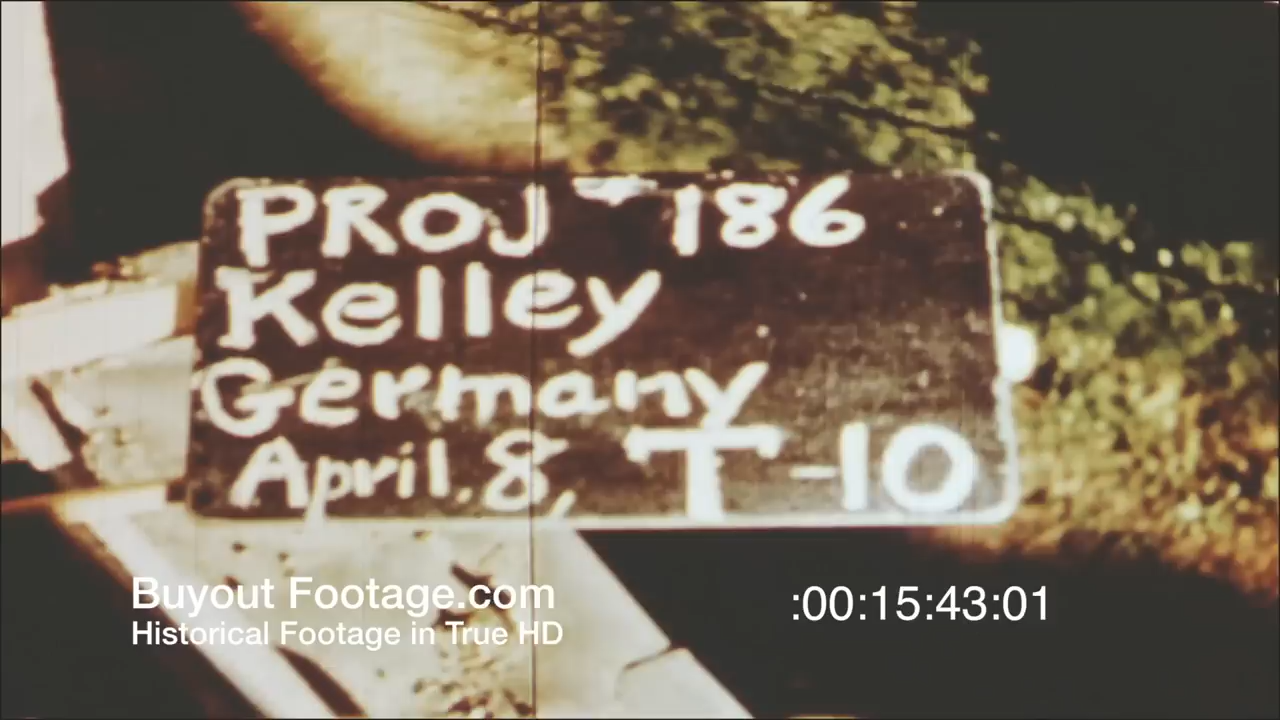 PROJ 186
Kelley
Germany
April. 8, T-10
Buyout Footage.com
Historical Footage in True HD
:00:15:43:01